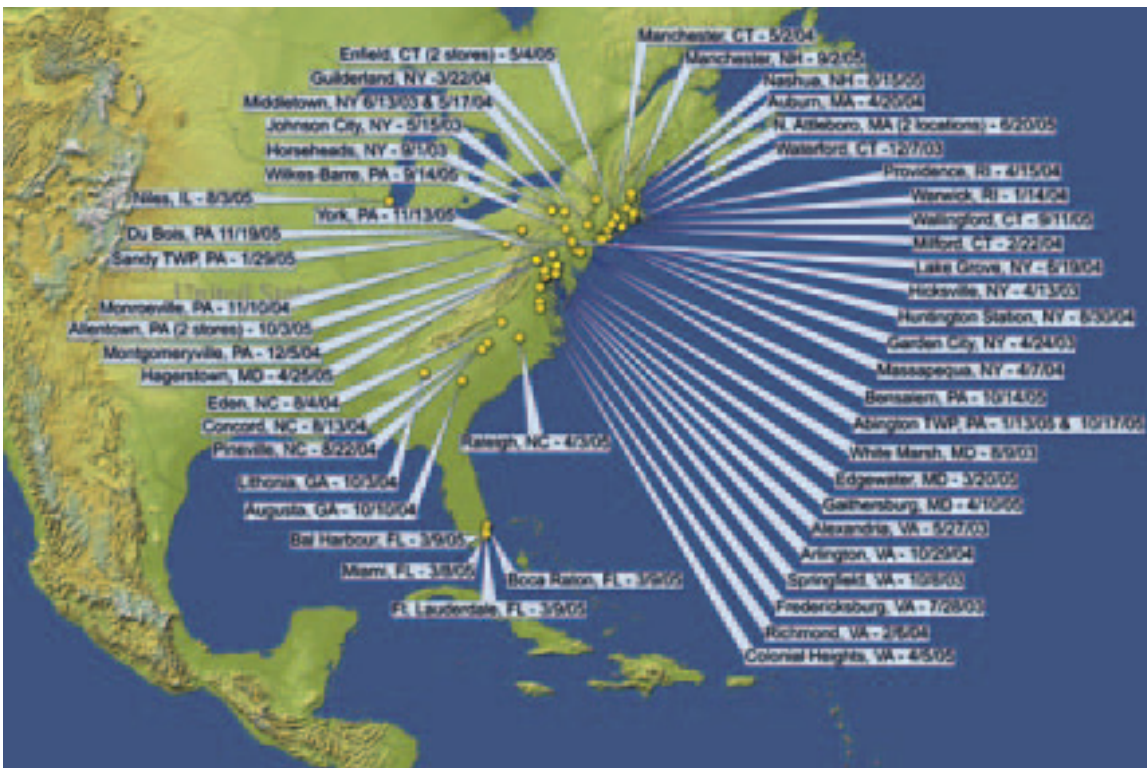 Manchester, CT - 5/2/04
Enfield, CT (2 stores) - 5/4/05
Manchester, NH - 9/2/05
Guilderland, NY -3/22/04
Nashua, NH - 8/15/05
Middletown, NY 6/13/03 & 5/17/04
Auburn, MA - 4/20/04
Johnson City, NY - 5/15/03
N. Attleboro, MA (2 locations) - 6/20/05
Horseheads, NY - 9/1/03
Waterford, CT -12/7/03
Wilkes-Barre, PA - 9/14/05
Providence, RI - 4/15/04
Niles, IL - 8/3/05
Warwick, RI - 1/14/04
York, PA - 11/13/05
Wallingford, CT - 9/11/05
Du Bois, PA 11/19/05
Milford, CT - 2/22/04
Sandy TWP, PA - 1/29/05
Lake Grove, NY - 6/19/04
United Stat
Hicksville, NY - 4/13/03
Monroeville, PA - 11/10/04
Huntington Station, NY - 8/30/04
Allentown, PA (2 stores) - 10/3/05
Garden City, NY - 4/24/03
Montgomeryville, PA - 12/5/04
Massapequa, NY - 4/7/04
Hagerstown, MD - 4/25/05
Bensalem, PA - 10/14/05
Eden, NC - 8/4/04
Abington TWP, PA - 1/13/05 & 10/17/05
Concord, NC - 8/13/04
Raleigh, NC - 4/3/05
Pineville, NC - 8/22/04
White Marsh, MD - 8/9/03
Lithonia, GA - 10/3/04
Edgewater, MD - 3/20/05
Augusta, GA - 10/10/04
Gaithersburg, MD - 4/10/05
Alexandria, VA - 5/27/03
Bal Harbour, FL - 3/9/05
Arlington, VA - 10/29/04
Miami, FL - 3/8/05
Boca Raton, FL - 3/9/05
Springfield, VA - 10/8/03
Ft. Lauderdale, FL - 3/9/05
Fredericksburg, VA - 7/28/03
Richmond, VA - 2/6/04
Colonial Heights, VA - 4/5/05